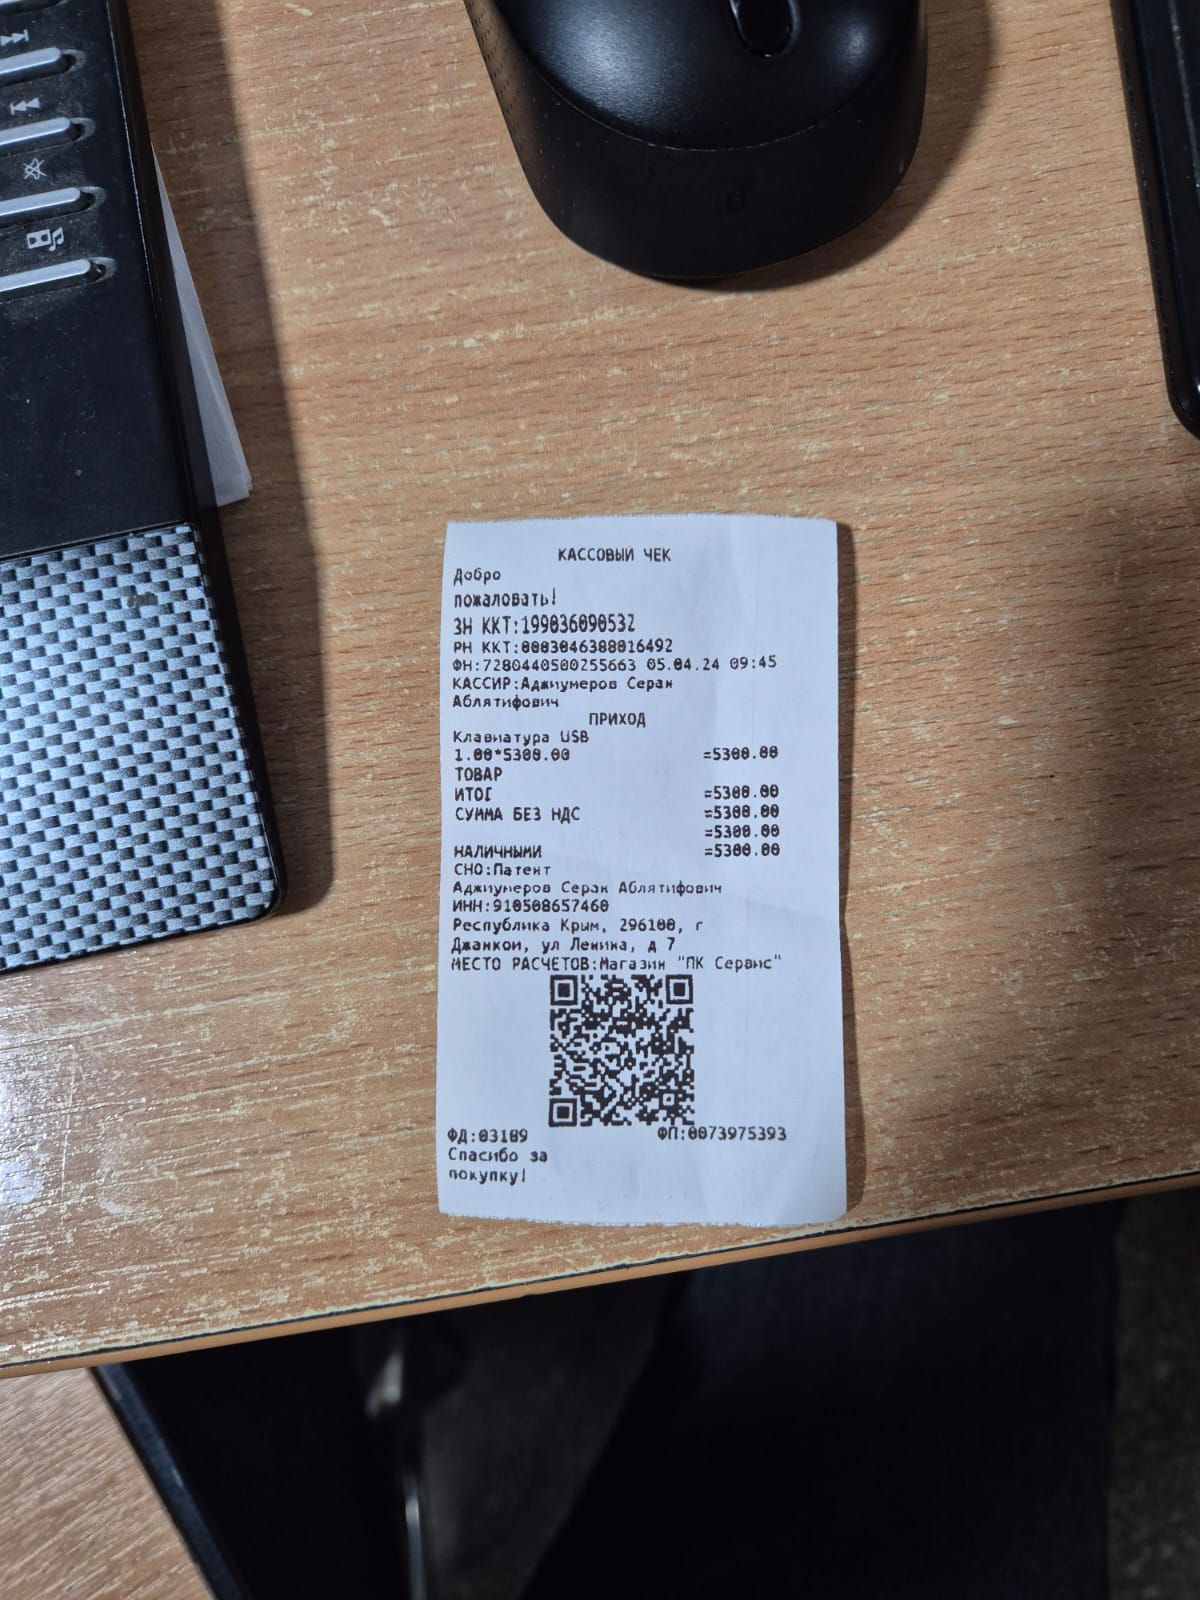 КАССОВЫЙ ЧЕК
Добро
пожаловать!
ЗН ККТ:199036090532
РН ККТ:0003046388016492
ФН:7280440500255663 05.04.24 09:45
КАССИР:Аджиумеров Серан
Аблятифович
ПРИХОД
Клавиатура USB
1.00*5300.00 =5300.00
ТОВАР
ИТОГ =5300.00
СУММА БЕЗ НДС =5300.00
=5300.00
НАЛИЧНЫМИ =5300.00
СНО:Патент
Аджиумеров Серан Аблятифович
ИНН:910508657460
Республика Крым, 296100, г
Джанкой, ул Ленина, д 7
МЕСТО РАСЧЕТОВ:Магазин "ПК Сервис"
ФД:03109 ФП:0073975393
Спасибо за
покупку!